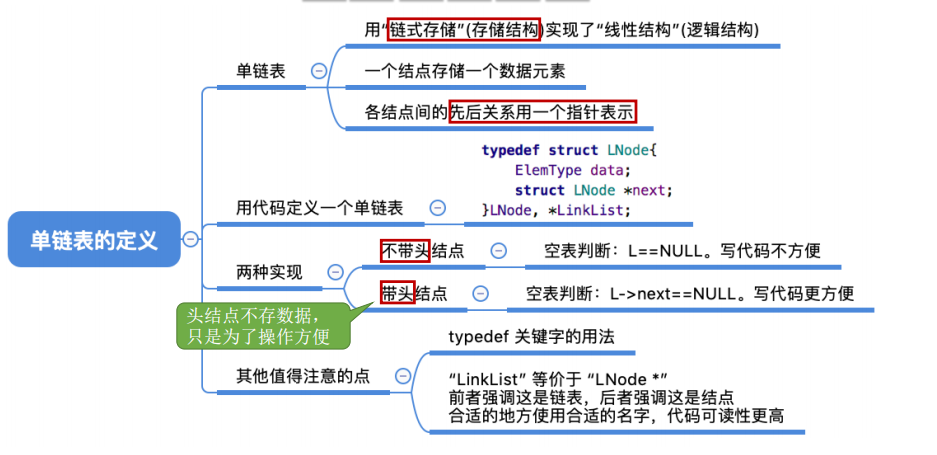 单链表的定义
单链表
用“链式存储”(存储结构)实现了“线性结构”(逻辑结构)
一个结点存储一个数据元素
各结点间的先后关系用一个指针表示
用代码定义一个单链表
typedef struct LNode{
ElemType data;
struct LNode *next;
}LNode, *LinkList;
两种实现
不带头结点
空表判断：L==NULL。写代码不方便
带头结点
空表判断：L->next==NULL。写代码更方便
头结点不存数据，
只是为了操作方便
其他值得注意的点
typedef 关键字的用法
“LinkList” 等价于 “LNode *”
前者强调这是链表，后者强调这是结点
合适的地方使用合适的名字，代码可读性更高